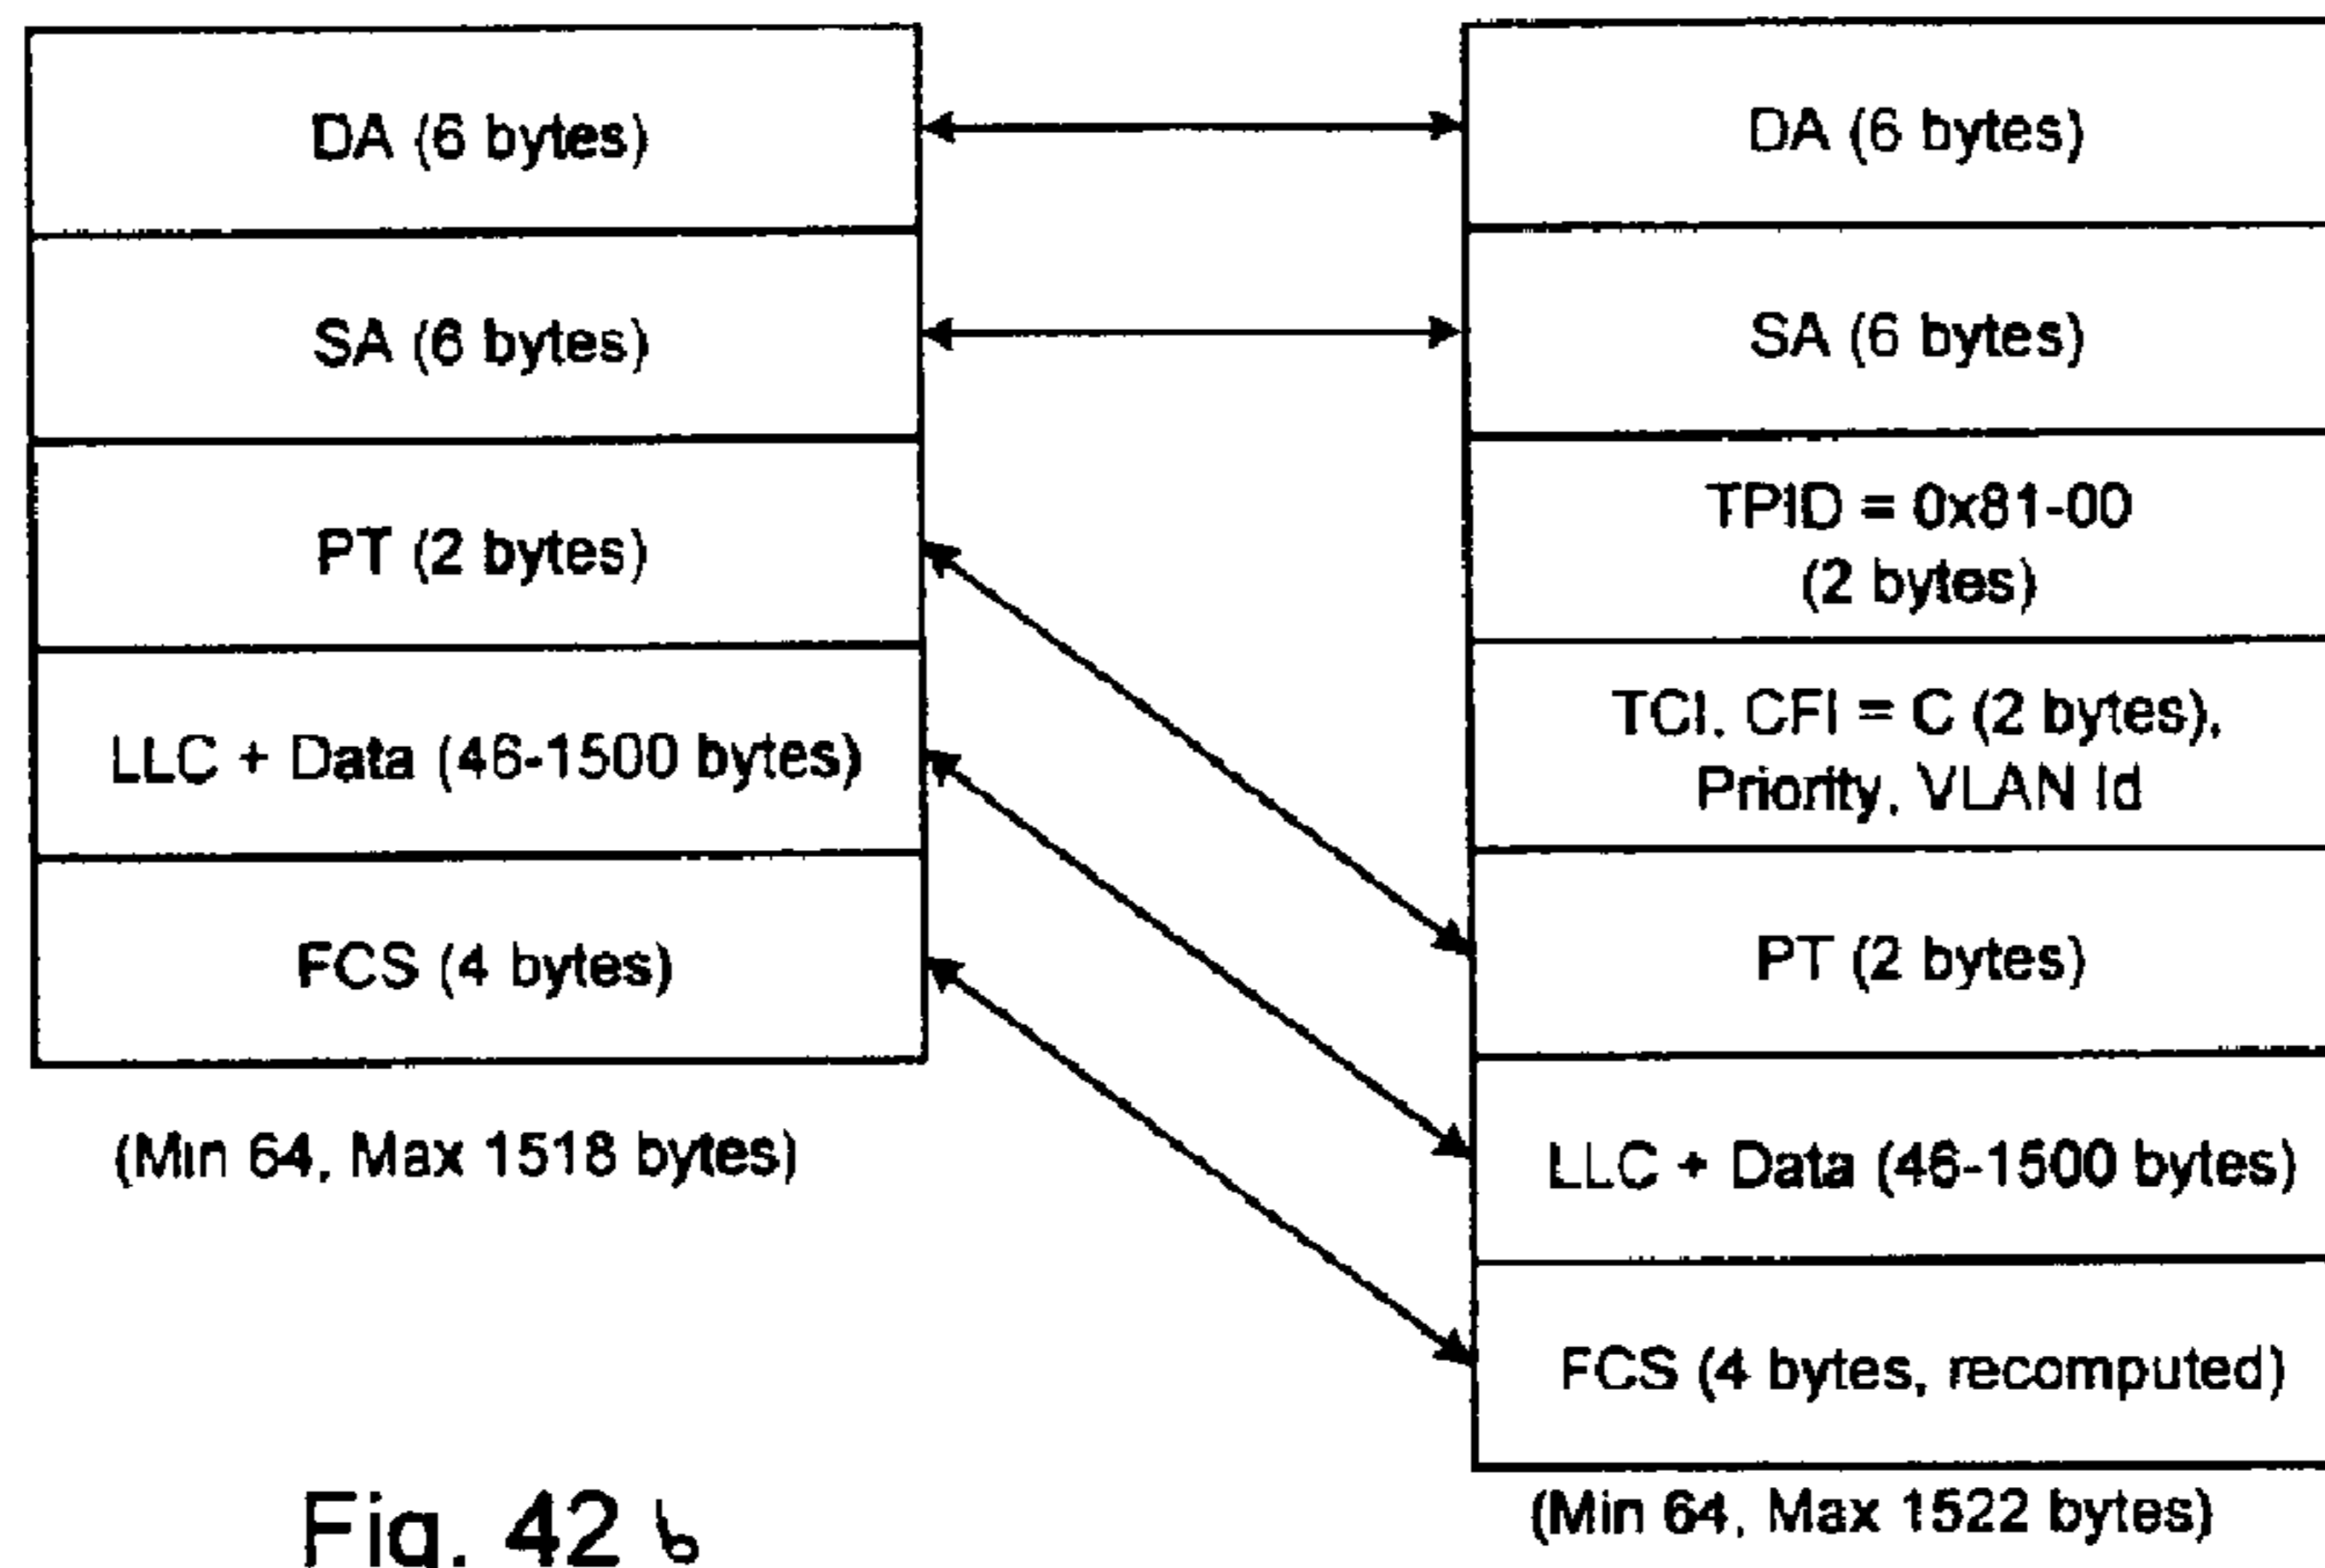 DA (6 bytes)
SA (6 bytes)
PT (2 bytes)
LLC + Data (46-1500 bytes)
FCS (4 bytes)
(Min 64, Max 1518 bytes)
DA (6 bytes)
SA (6 bytes)
TPID = 0x81-00
(2 bytes)
TCI, CFI = C (2 bytes),
Priority, VLAN Id
PT (2 bytes)
LLC + Data (46-1500 bytes)
FCS (4 bytes, recomputed)
(Min 64, Max 1522 bytes)
Fig. 42 b